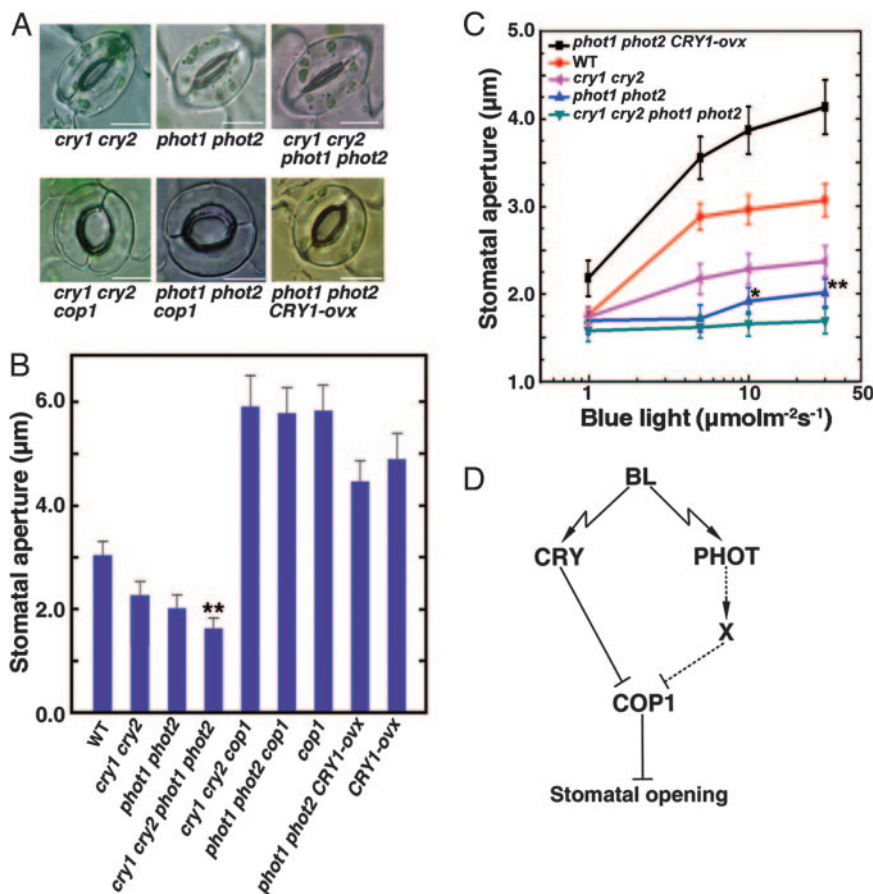 A
cry1 cry2
phot1 phot2
cry1 cry2
phot1 phot2
cry1 cry2
cop1
phot1 phot2
cop1
phot1 phot2
CRY1-ovx
B
Stomatal aperture (μm)
6.0
4.0
2.0
0.0
**
WT
cry1 cry2
phot1 phot2
cry1 cry2 phot1 phot2
cry1 cry2 cop1
phot1 phot2 cop1
cop1
phot1 phot2 CRY1-ovx
CRY1-ovx
C
Stomatal aperture (μm)
5.0
4.0
3.0
2.0
1.0
phot1 phot2 CRY1-ovx
WT
cry1 cry2
phot1 phot2
cry1 cry2 phot1 phot2
*
**
1
10
50
Blue light (μmolm-2s-1)
D
BL
CRY
PHOT
X
COP1
Stomatal opening